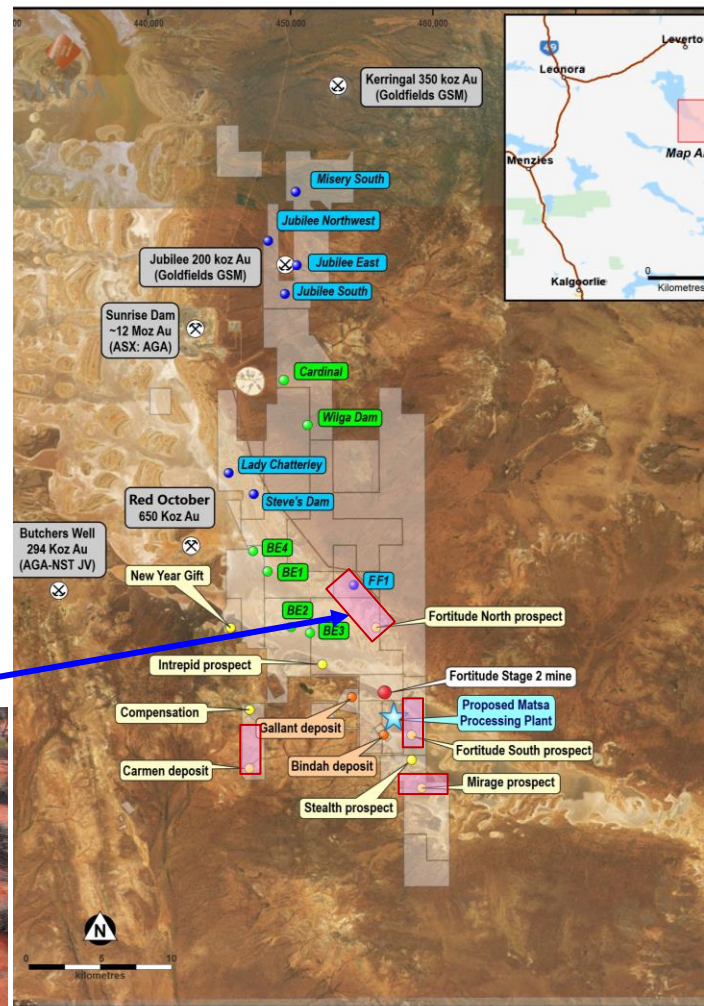 440,000
450,000
460,000
MATSA
Kerringal 350 koz Au
(Goldfields GSM)
49
Leonora
Menzies
Kalgoorlie
0
Kilometres
Misery South
Jubilee Northwest
Jubilee 200 koz Au
(Goldfields GSM)
Jubilee East
Jubilee South
Sunrise Dam
~12 Moz Au
(ASX: AGA)
Cardinal
Wilga Dam
Lady Chatterley
Steve's Dam
Red October
650 Koz Au
Butchers Well
294 Koz Au
(AGA-NST JV)
BE4
BE1
New Year Gift
FF1
BE2
BE3
Fortitude North prospect
Intrepid prospect
Fortitude Stage 2 mine
Compensation
Gallant deposit
Proposed Matsa
Processing Plant
Carmen deposit
Bindah deposit
Fortitude South prospect
Stealth prospect
Mirage prospect
N
0 5 10
kilometres